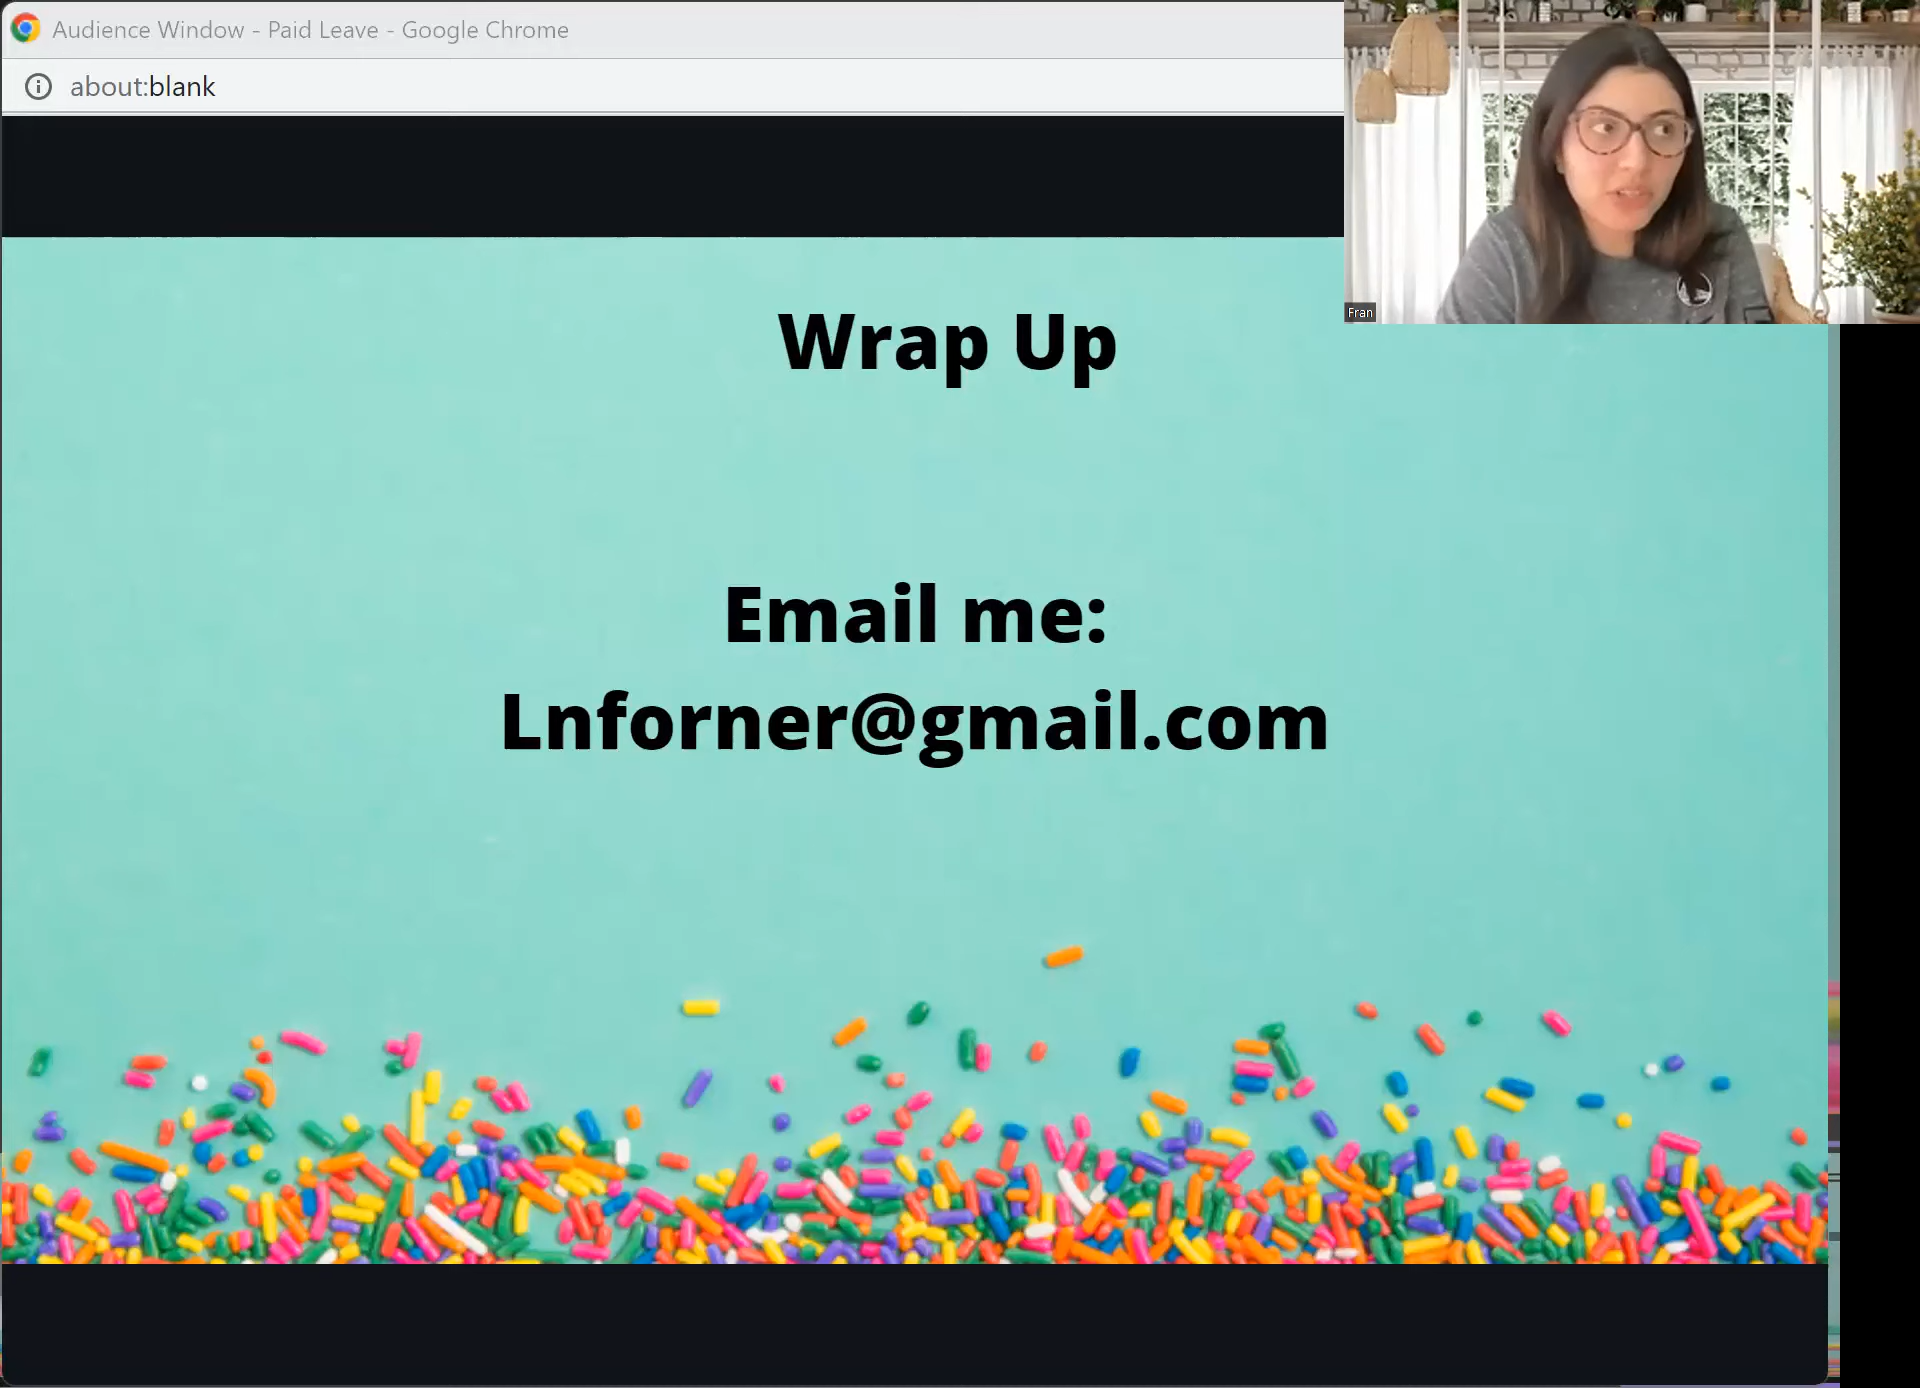 Audience Window - Paid Leave - Google Chrome
about:blank
Fran
Wrap Up
Email me:
Lnforner@gmail.com